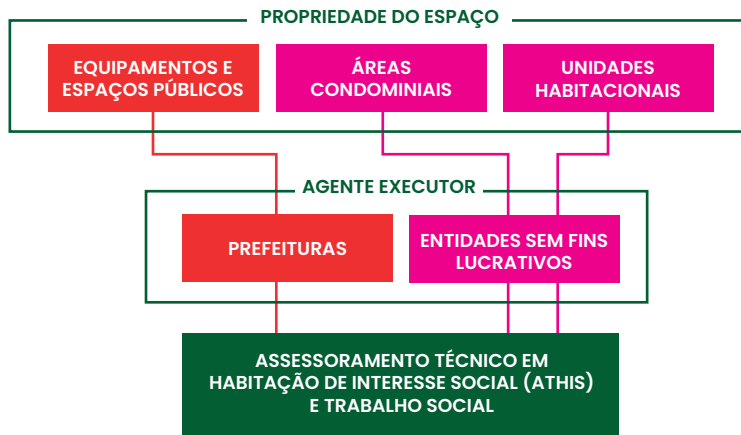 PROPRIEDADE DO ESPAÇO
EQUIPAMENTOS E
ESPAÇOS PÚBLICOS
ÁREAS
CONDOMINIAIS
UNIDADES
HABITACIONAIS
AGENTE EXECUTOR
PREFEITURAS
ENTIDADES SEM FINS
LUCRATIVOS
ASSESSORAMENTO TÉCNICO EM
HABITAÇÃO DE INTERESSE SOCIAL (ATHIS)
E TRABALHO SOCIAL